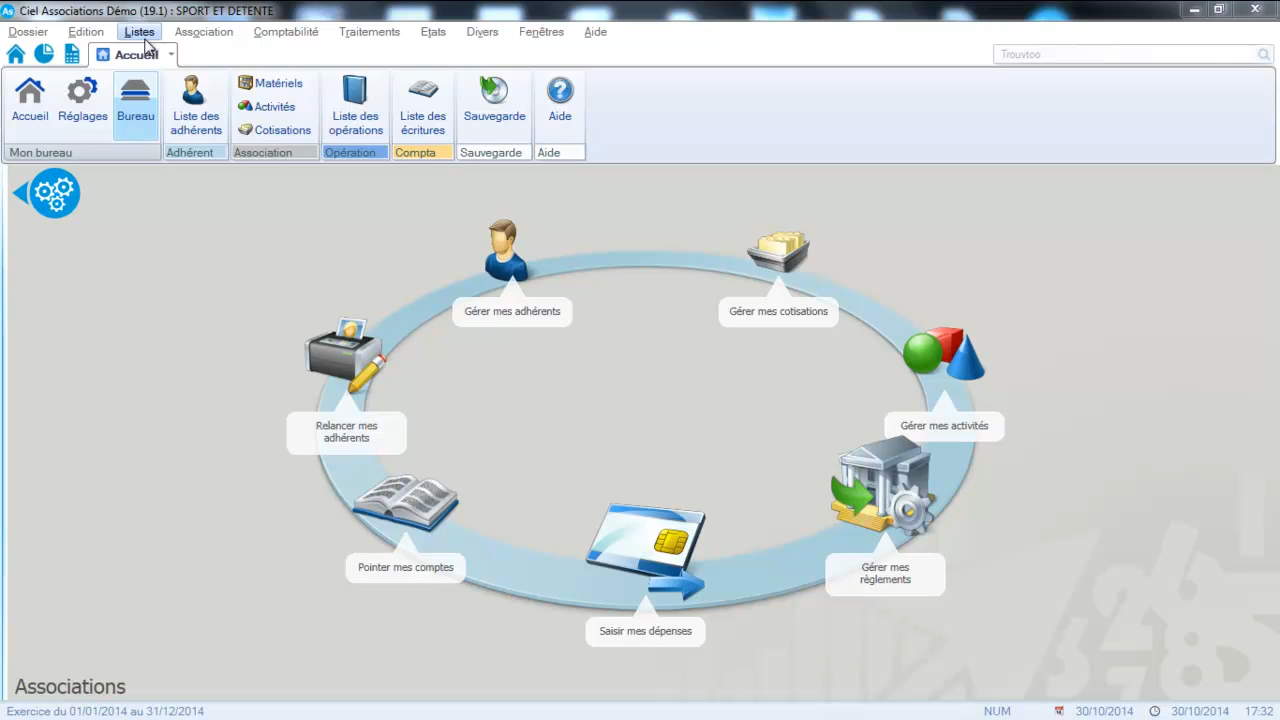 Ciel Associations Démo (19.1) : SPORT ET DETENTE
Dossier Edition Listes Association Comptabilité Traitements Etats Divers Fenêtres Aide
Accueil Trouvtoo
Accueil Réglages Bureau
Mon bureau
Liste des adhérents
Adhérent
Matériels
Activités
Cotisations
Association
Liste des opérations
Opération
Liste des écritures
Compta
Sauvegarde
Sauvegarde
Aide
Aide
Gérer mes adhérents
Gérer mes cotisations
Relancer mes
adhérents
Gérer mes activités
Pointer mes comptes
Gérer mes
règlements
Saisir mes dépenses
Associations
Exercice du 01/01/2014 au 31/12/2014 NUM 30/10/2014 30/10/2014 17:32